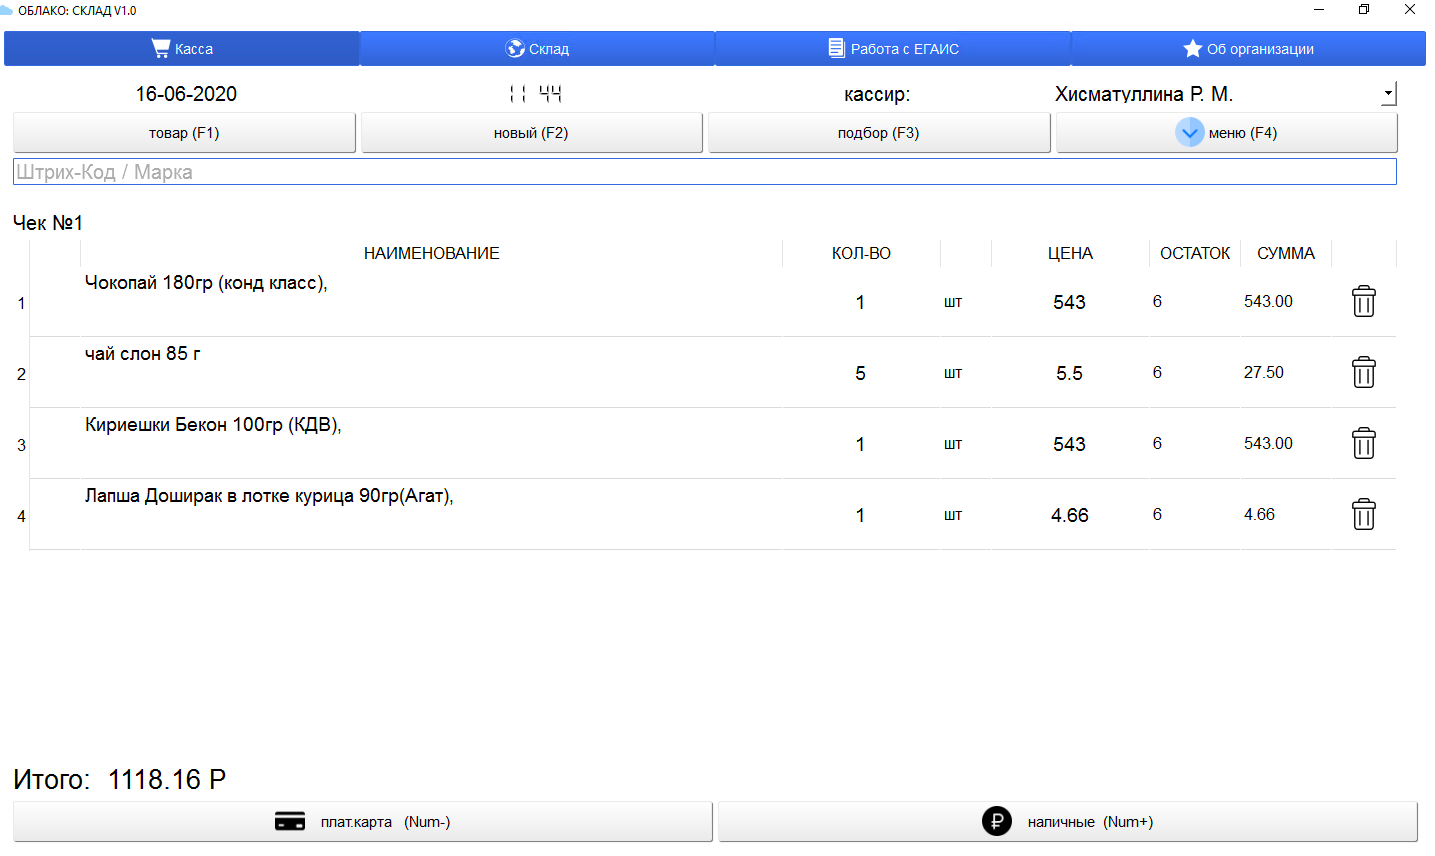 ОБЛАКО: СКЛАД V1.0
Касса Склад Работа с ЕГАИС Об организации
16-06-2020 11 44 кассир: Хисматуллина Р. М.
товар (F1) новый (F2) подбор (F3) меню (F4)
Штрих-Код / Марка
Чек №1
НАИМЕНОВАНИЕ КОЛ-ВО ЦЕНА ОСТАТОК СУММА
1 Чокопай 180гр (конд класс), 1 шт 543 6 543.00
2 чай слон 85 г 5 шт 5.5 6 27.50
3 Кириешки Бекон 100гр (КДВ), 1 шт 543 6 543.00
4 Лапша Доширак в лотке курица 90гр(Агат), 1 шт 4.66 6 4.66
Итого: 1118.16 Р
плат.карта (Num-) наличные (Num+)